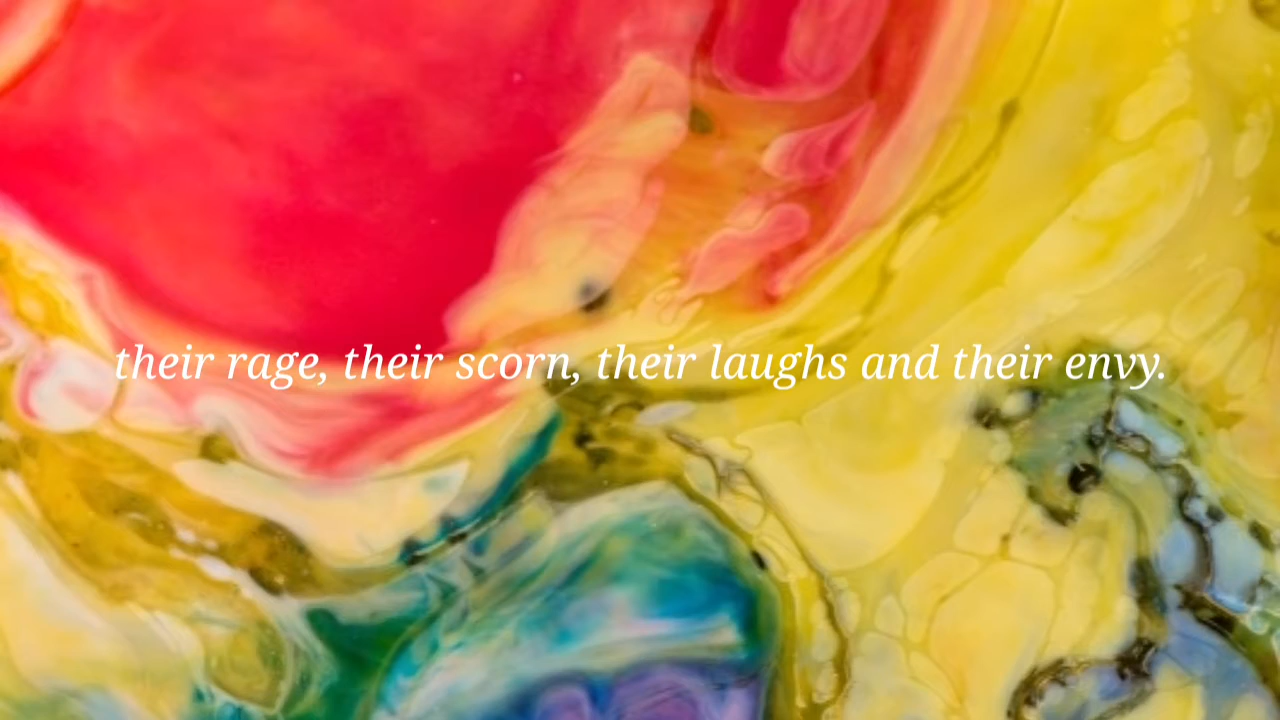 their rage, their scorn, their laughs and their envy.